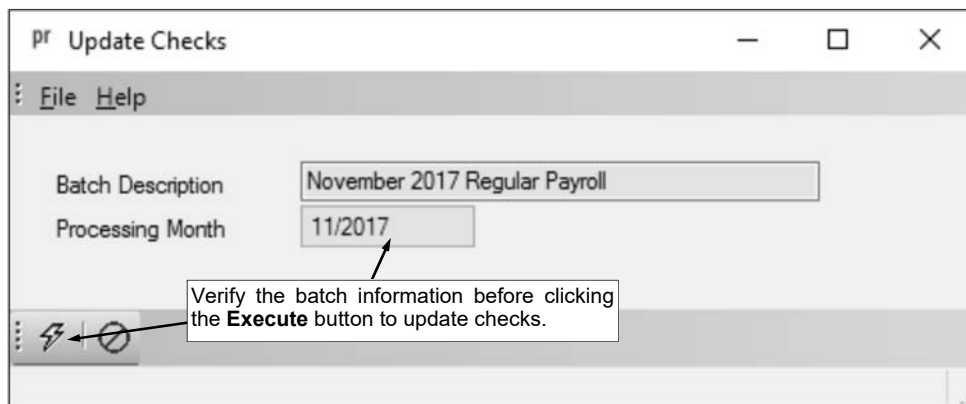 pr Update Checks
File Help
Batch Description November 2017 Regular Payroll
Processing Month 11/2017
Verify the batch information before clicking
the Execute button to update checks.